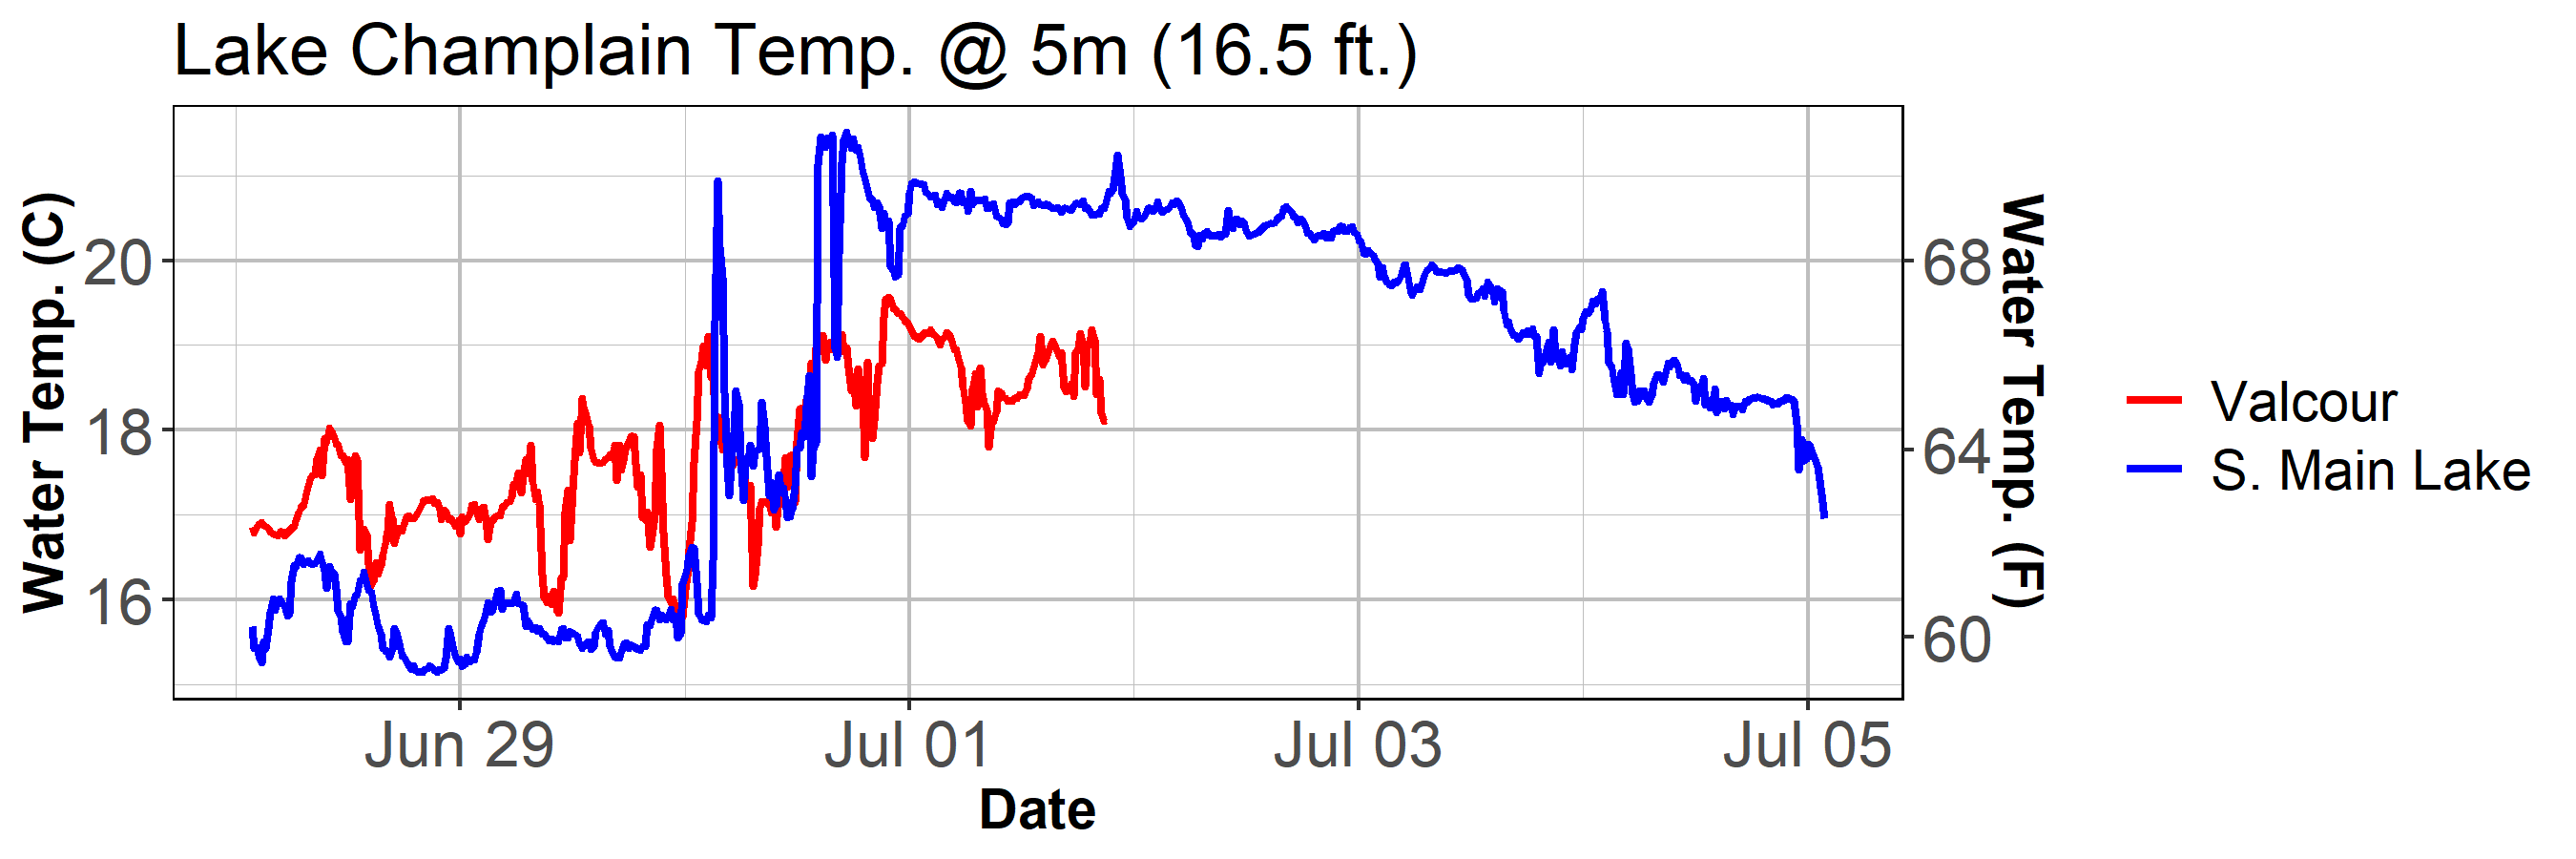 Lake Champlain Temp. @ 5m (16.5 ft.)
Water Temp. (C)
20
18
16
68
64
60
Water Temp. (F)
Jun 29
Jul 01
Jul 03
Jul 05
Date
Valcour
S. Main Lake